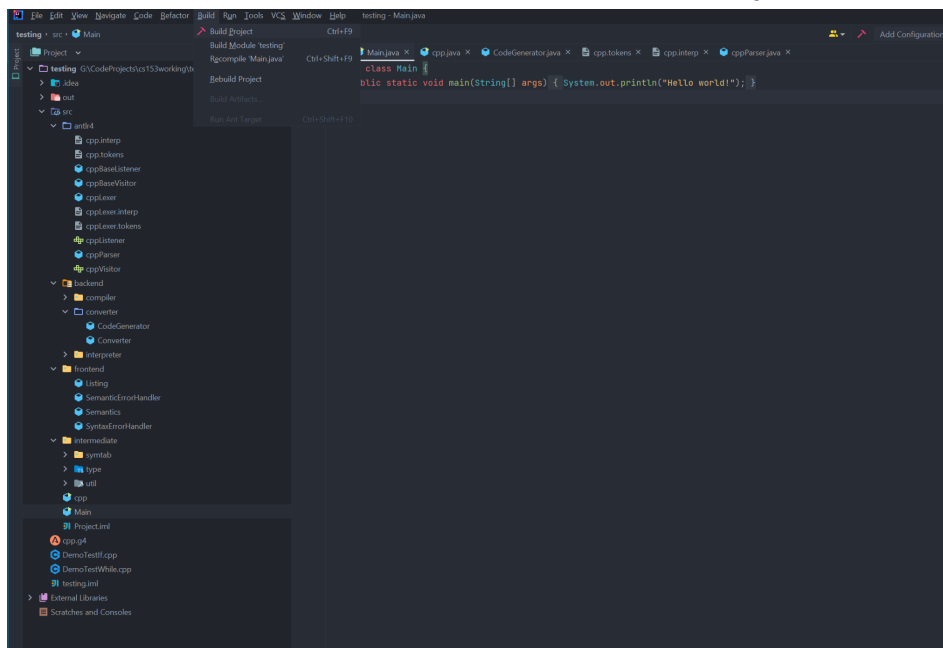 File Edit View Navigate Code Refactor Build Run Tools VCS Window Help testing - Main.java
testing src Main
Add Configuration
Build Project Ctrl+F9
Build Module 'testing'
Recompile 'Main.java' Ctrl+Shift+F9
Rebuild Project
Build Artifacts...
Run Ant Target Ctrl+Shift+F10
Project
Project
testing G:\CodeProjects\cs153working\te
.idea
out
src
antlr4
cpp.interp
cpp.tokens
cppBaseListener
cppBaseVisitor
cppLexer
cppLexer.interp
cppLexer.tokens
cppListener
cppParser
cppVisitor
backend
compiler
converter
CodeGenerator
Converter
interpreter
frontend
Listing
SemanticErrorHandler
Semantics
SyntaxErrorHandler
intermediate
symtab
type
util
cpp
Main
Project.iml
cpp.g4
DemoTestIf.cpp
DemoTestWhile.cpp
testing.iml
External Libraries
Scratches and Consoles
Main.java cpp.java CodeGenerator.java cpp.tokens cpp.interp cppParser.java
class Main {
blic static void main(String[] args) { System.out.println("Hello world!"); }